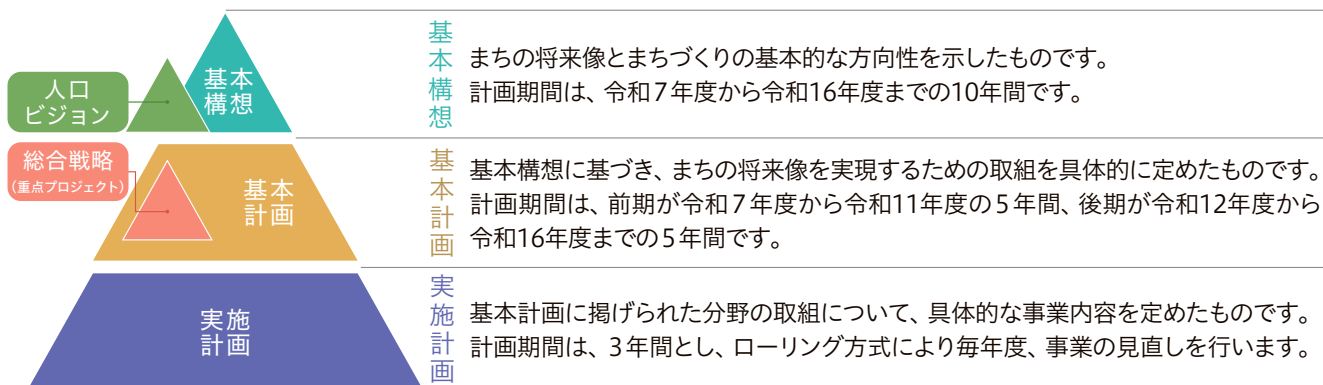 人口
ビジョン
総合戦略
(重点プロジェクト)
基本
構想
基本
計画
実施
計画
基本構想
まちの将来像とまちづくりの基本的な方向性を示したものです。
計画期間は、令和7年度から令和16年度までの10年間です。
基本計画
基本構想に基づき、まちの将来像を実現するための取組を具体的に定めたものです。
計画期間は、前期が令和7年度から令和11年度の5年間、後期が令和12年度から
令和16年度までの5年間です。
実施計画
基本計画に掲げられた分野の取組について、具体的な事業内容を定めたものです。
計画期間は、3年間とし、ローリング方式により毎年度、事業の見直しを行います。